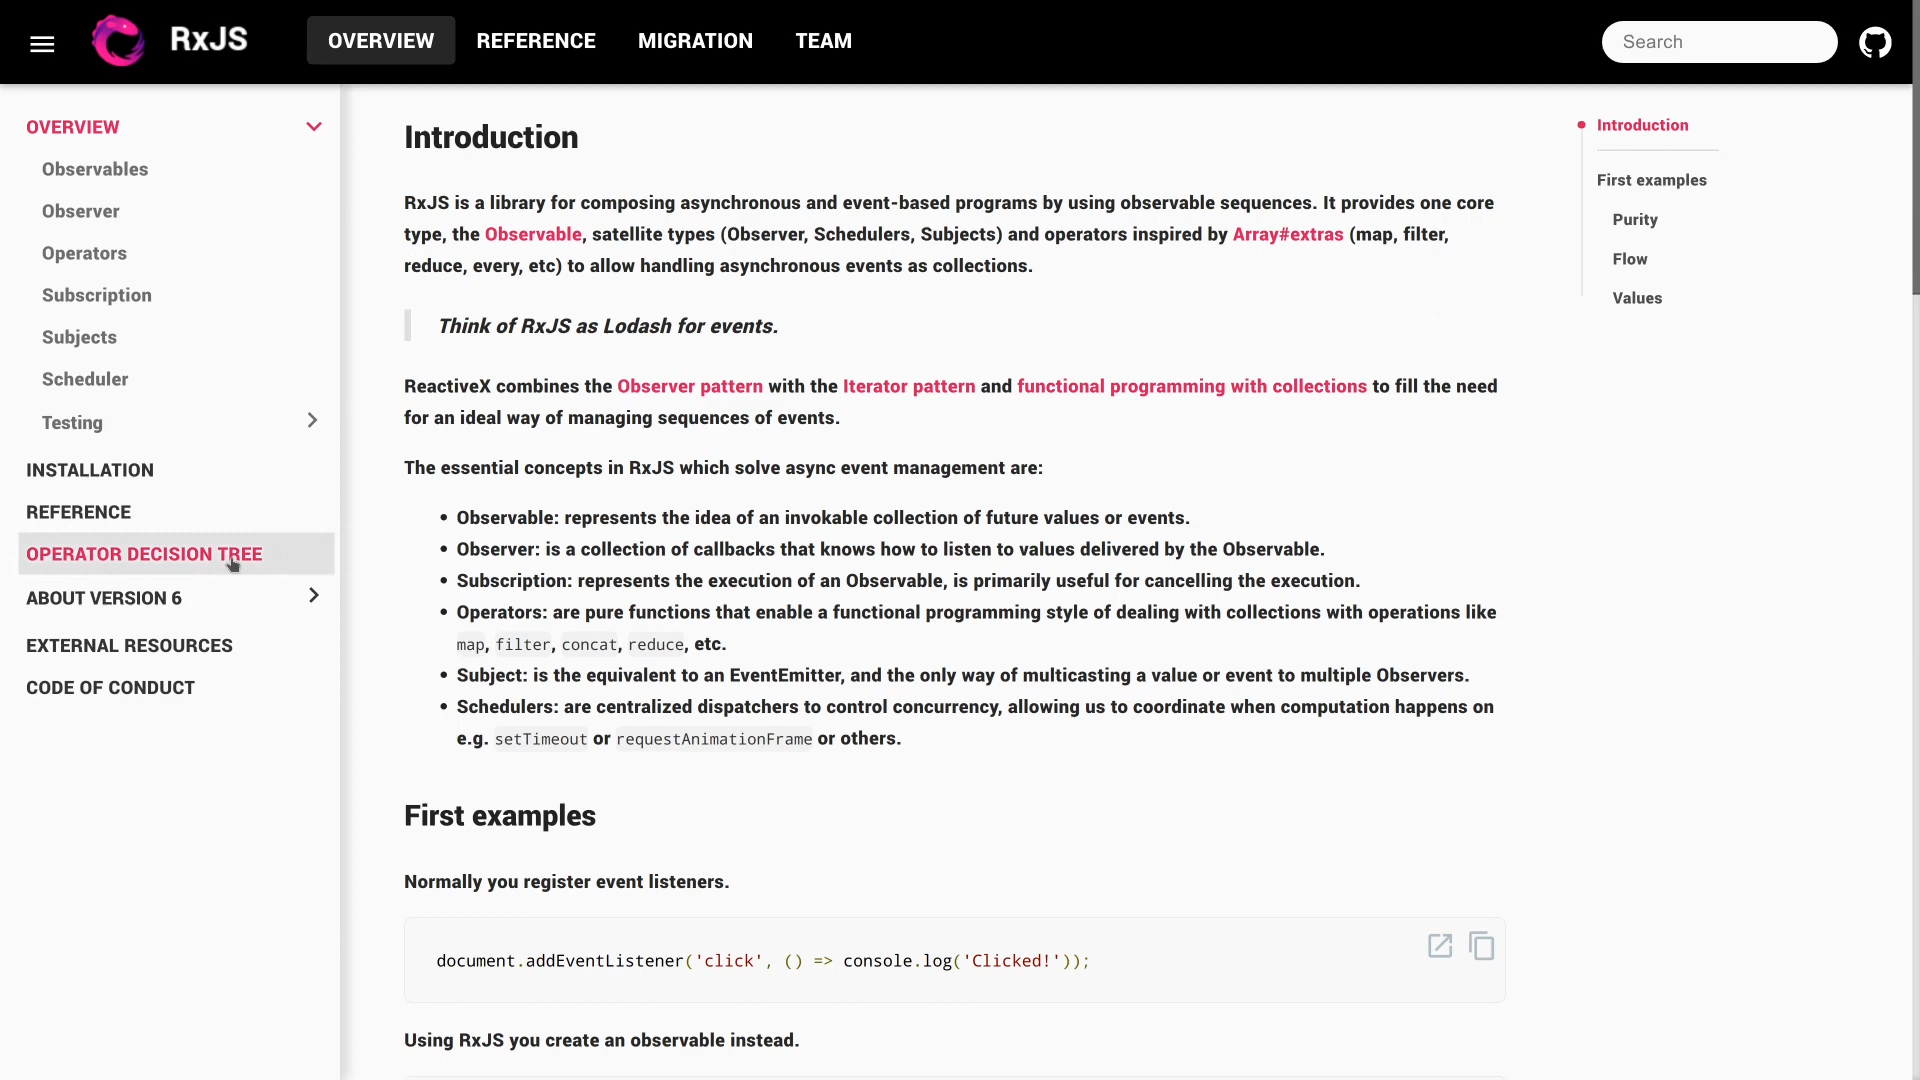 RxJS
OVERVIEW
REFERENCE
MIGRATION
TEAM
Search
OVERVIEW
Observables
Observer
Operators
Subscription
Subjects
Scheduler
Testing
INSTALLATION
REFERENCE
OPERATOR DECISION TREE
ABOUT VERSION 6
EXTERNAL RESOURCES
CODE OF CONDUCT
Introduction
RxJS is a library for composing asynchronous and event-based programs by using observable sequences. It provides one core
type, the Observable, satellite types (Observer, Schedulers, Subjects) and operators inspired by Array#extras (map, filter,
reduce, every, etc) to allow handling asynchronous events as collections.
Think of RxJS as Lodash for events.
ReactiveX combines the Observer pattern with the Iterator pattern and functional programming with collections to fill the need
for an ideal way of managing sequences of events.
The essential concepts in RxJS which solve async event management are:
• Observable: represents the idea of an invokable collection of future values or events.
• Observer: is a collection of callbacks that knows how to listen to values delivered by the Observable.
• Subscription: represents the execution of an Observable, is primarily useful for cancelling the execution.
• Operators: are pure functions that enable a functional programming style of dealing with collections with operations like
map, filter, concat, reduce, etc.
• Subject: is the equivalent to an EventEmitter, and the only way of multicasting a value or event to multiple Observers.
• Schedulers: are centralized dispatchers to control concurrency, allowing us to coordinate when computation happens on
e.g. setTimeout or requestAnimationFrame or others.
First examples
Normally you register event listeners.
document.addEventListener('click', () => console.log('Clicked!'));
Using RxJS you create an observable instead.
Introduction
First examples
Purity
Flow
Values